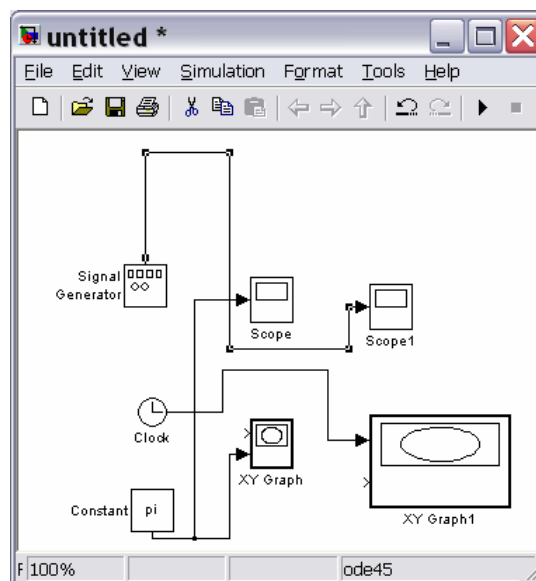 untitled *
File Edit View Simulation Format Tools Help
Signal
Generator
Scope
Scope1
Clock
XY Graph
Constant
pi
XY Graph1
F 100%
ode45